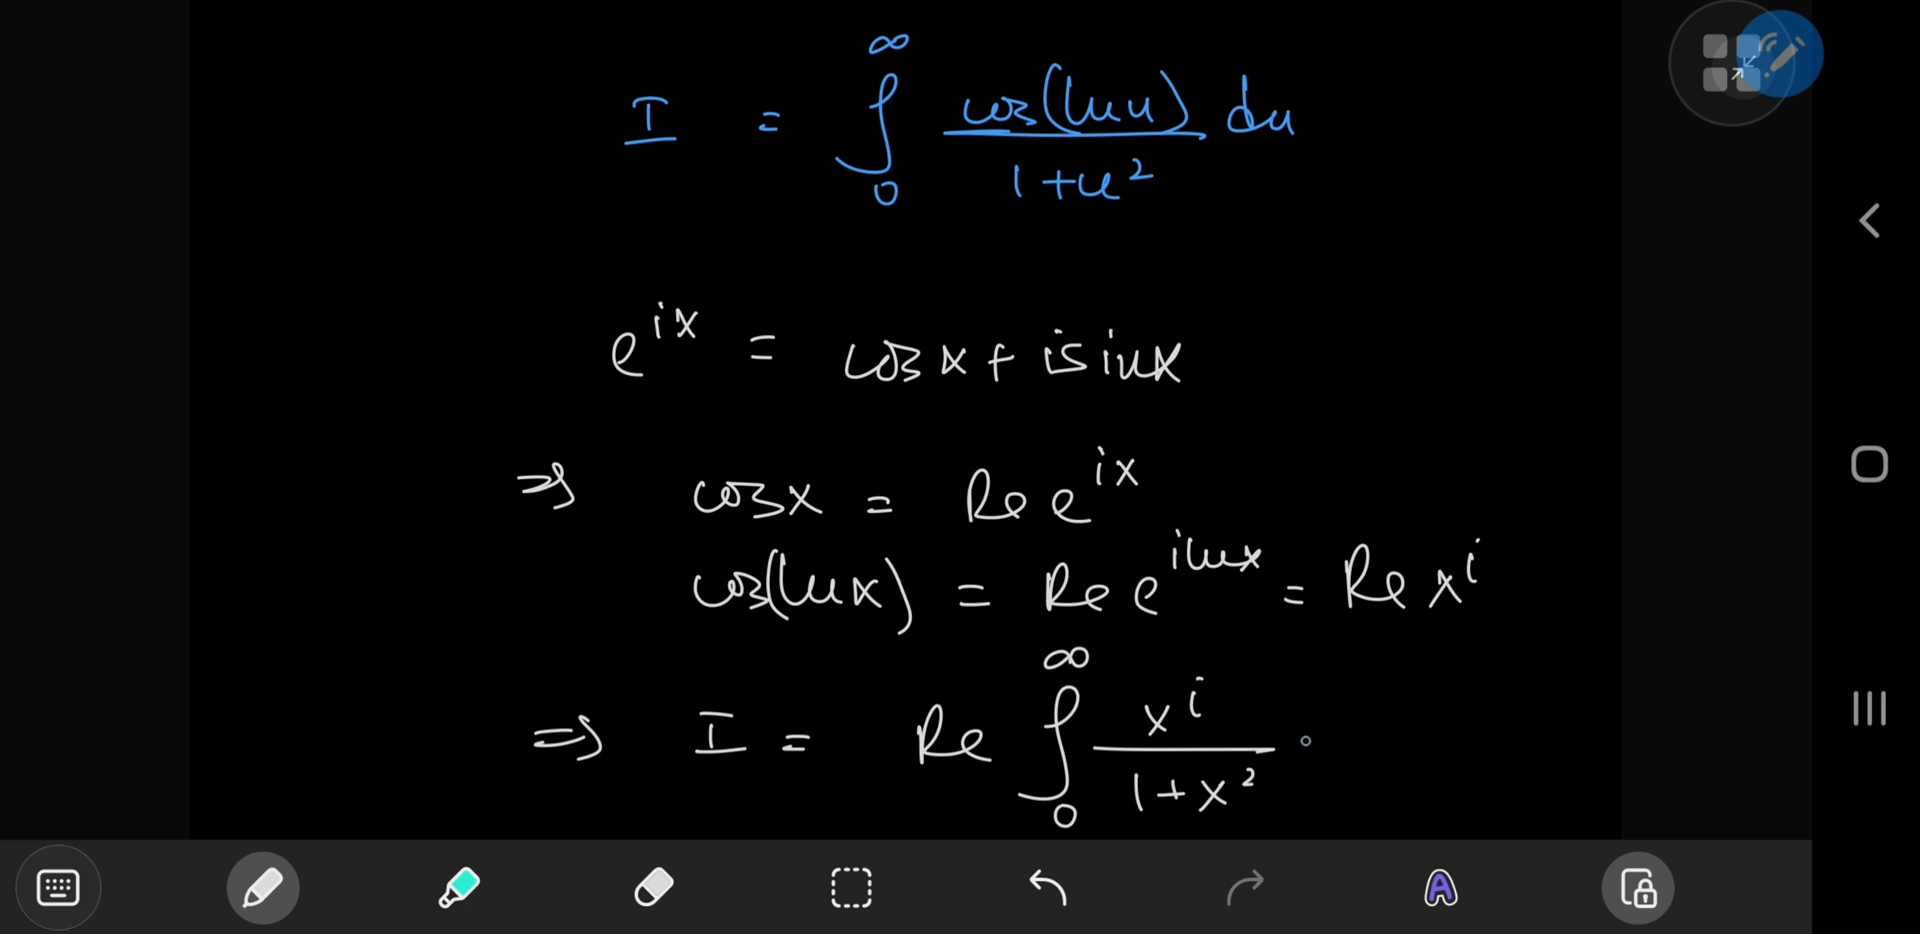 I = ∫₀^∞ cos(ln u) / (1+u²) du
e^{ix} = cos x + i sin x
⇒ cos x = Re e^{ix}
cos(ln x) = Re e^{i ln x} = Re x^i
⇒ I = Re ∫₀^∞ x^i / (1+x²)
A